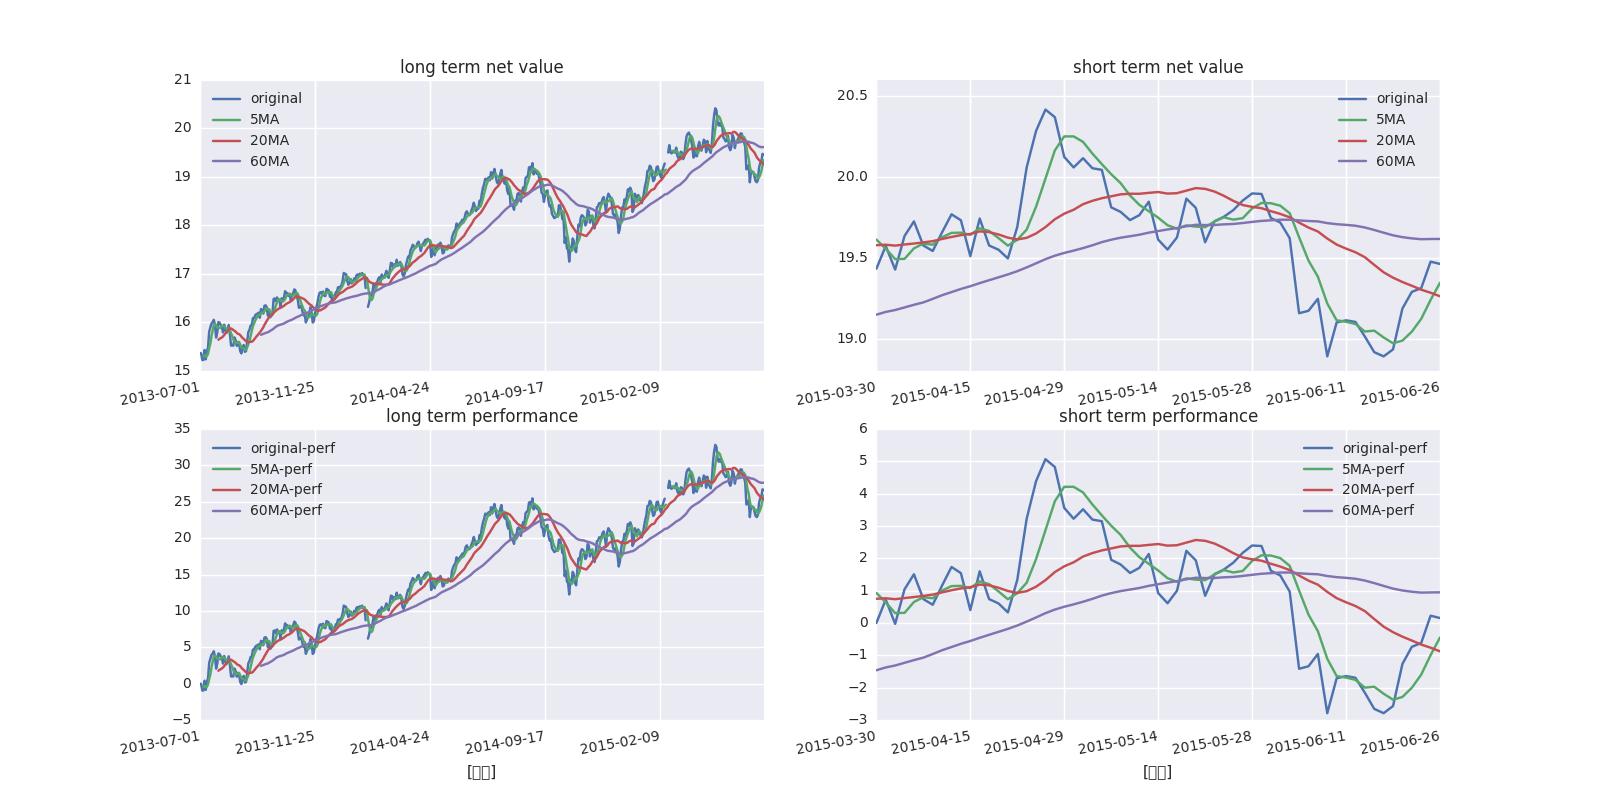 long term net value
21
20
19
18
17
16
15
original
5MA
20MA
60MA
2013-07-01
2013-11-25
2014-04-24
2014-09-17
2015-02-09
short term net value
20.5
20.0
19.5
19.0
original
5MA
20MA
60MA
2015-03-30
2015-04-15
2015-04-29
2015-05-14
2015-05-28
2015-06-11
2015-06-26
long term performance
35
30
25
20
15
10
5
0
−5
original-perf
5MA-perf
20MA-perf
60MA-perf
2013-07-01
2013-11-25
2014-04-24
2014-09-17
2015-02-09
short term performance
6
5
4
3
2
1
0
−1
−2
−3
original-perf
5MA-perf
20MA-perf
60MA-perf
2015-03-30
2015-04-15
2015-04-29
2015-05-14
2015-05-28
2015-06-11
2015-06-26